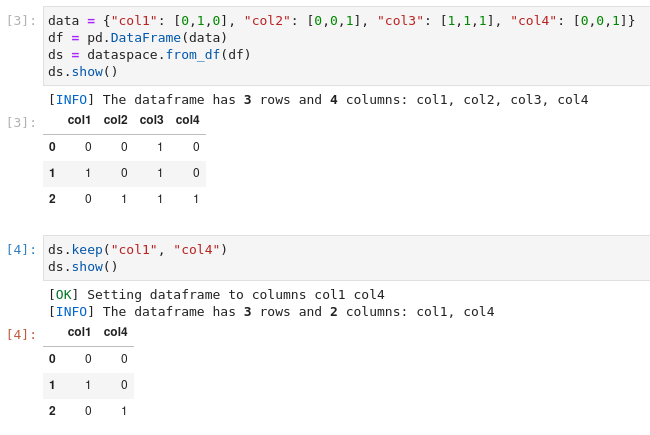 [3]: data = {"col1": [0,1,0], "col2": [0,0,1], "col3": [1,1,1], "col4": [0,0,1]}
df = pd.DataFrame(data)
ds = dataspace.from_df(df)
ds.show()
[INFO] The dataframe has 3 rows and 4 columns: col1, col2, col3, col4
[3]: col1 col2 col3 col4
0 0 0 1 0
1 1 0 1 0
2 0 1 1 1
[4]: ds.keep("col1", "col4")
ds.show()
[OK] Setting dataframe to columns col1 col4
[INFO] The dataframe has 3 rows and 2 columns: col1, col4
[4]: col1 col4
0 0 0
1 1 0
2 0 1